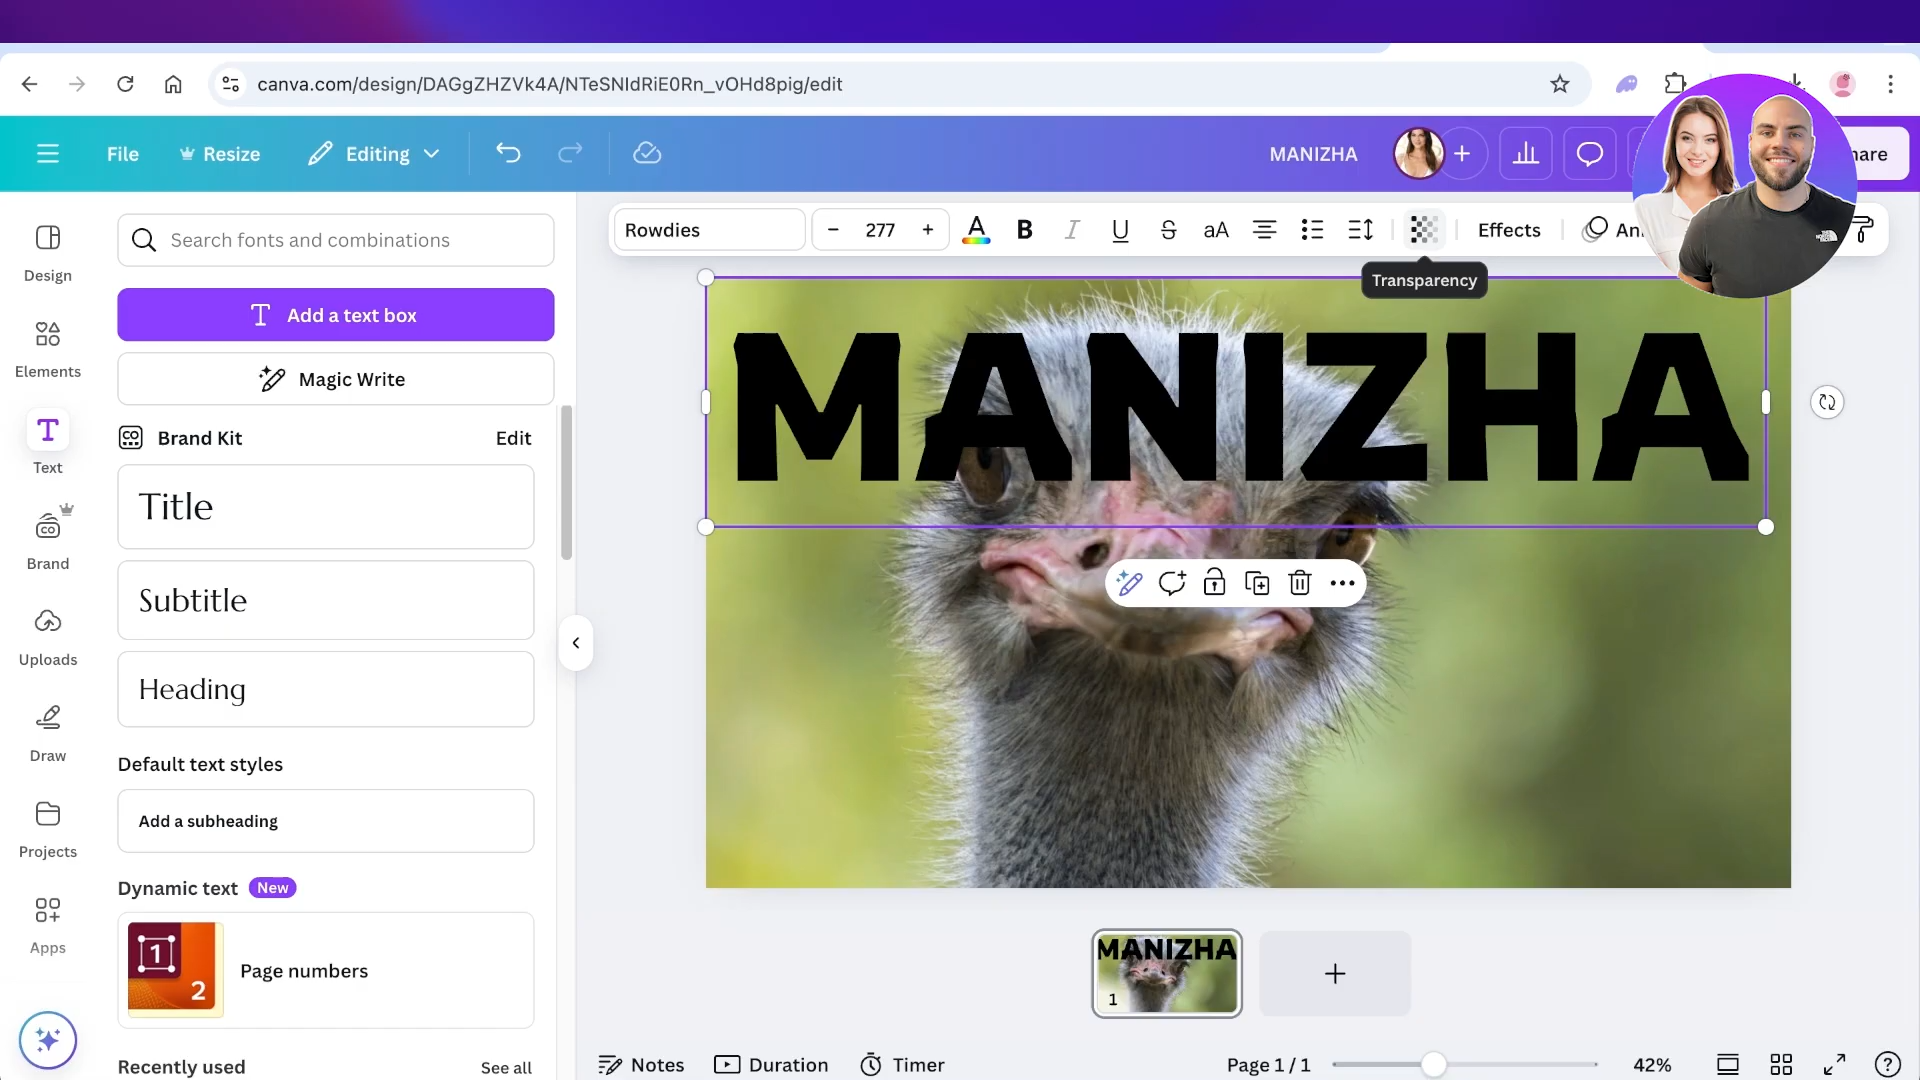 canva.com/design/DAGgZHZVk4A/NTeSNIdRiE0Rn_vOHd8pig/edit
File
Resize
Editing
MANIZHA
Design
Elements
Text
Brand
Uploads
Draw
Projects
Apps
Search fonts and combinations
Add a text box
Magic Write
Brand Kit
Edit
Title
Subtitle
Heading
Default text styles
Add a subheading
Dynamic text New
1
2
Page numbers
Recently used
See all
Rowdies
277
Effects
Transparency
MANIZHA
MANIZHA
1
Notes
Duration
Timer
Page 1 / 1
42%